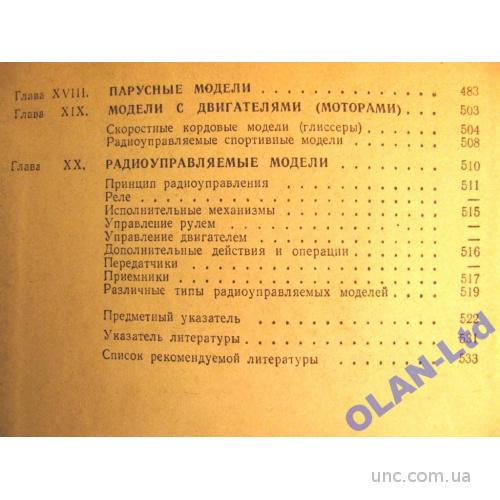 Глава XVIII. ПАРУСНЫЕ МОДЕЛИ . . . . . . . . . . . . 483
Глава XIX. МОДЕЛИ С ДВИГАТЕЛЯМИ (МОТОРАМИ) . . . 503
Скоростные кордовые модели (глиссеры) . . . . . . 504
Радиоуправляемые спортивные модели . . . . . . . 508
Глава XX. РАДИОУПРАВЛЯЕМЫЕ МОДЕЛИ . . . . . . . . 510
Принцип радиоуправления . . . . . . . . . . 511
Реле . . . . . . . . . . . . . . . . —
Исполнительные механизмы . . . . . . . . . . 515
Управление рулем . . . . . . . . . . . . —
Управление двигателем . . . . . . . . . . . —
Дополнительные действия и операции . . . . . . . 516
Передатчики . . . . . . . . . . . . . . —
Приемники . . . . . . . . . . . . . . . 517
Различные типы радиоуправляемых моделей . . . . . 519
Предметный указатель . . . . . . . . . . . 522
Указатель литературы . . . . . . . . . . . 531
Список рекомендуемой литературы . . . . . . . . 533
OLAN-Ltd
unc.com.ua